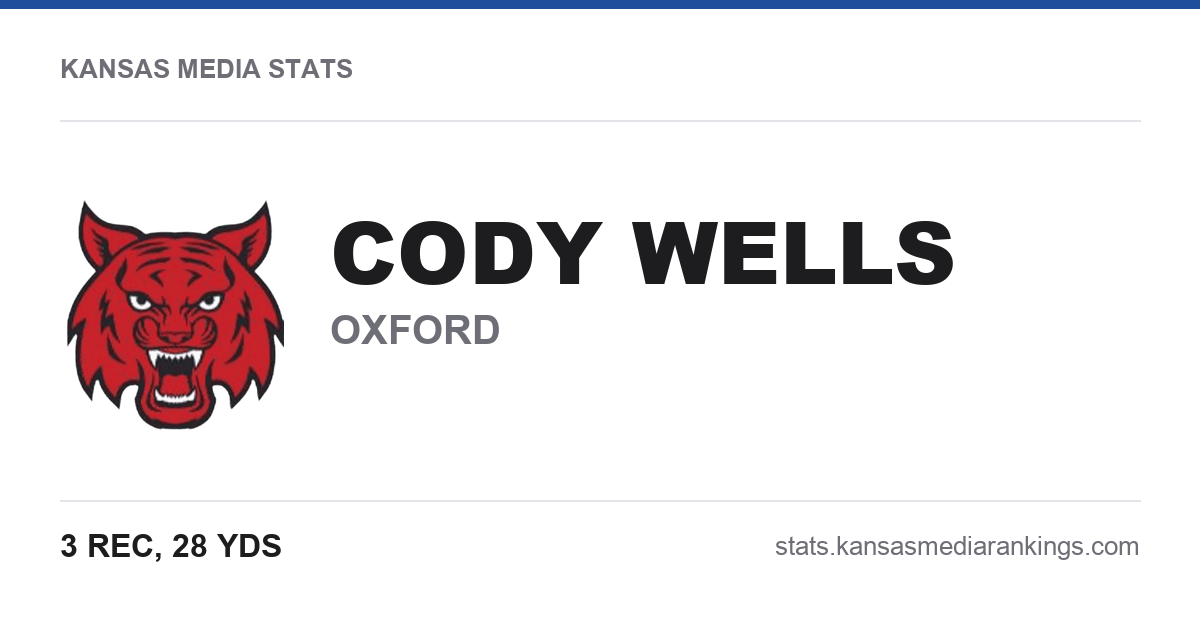 KANSAS MEDIA STATS
CODY WELLS
OXFORD
3 REC, 28 YDS
stats.kansasmediarankings.com